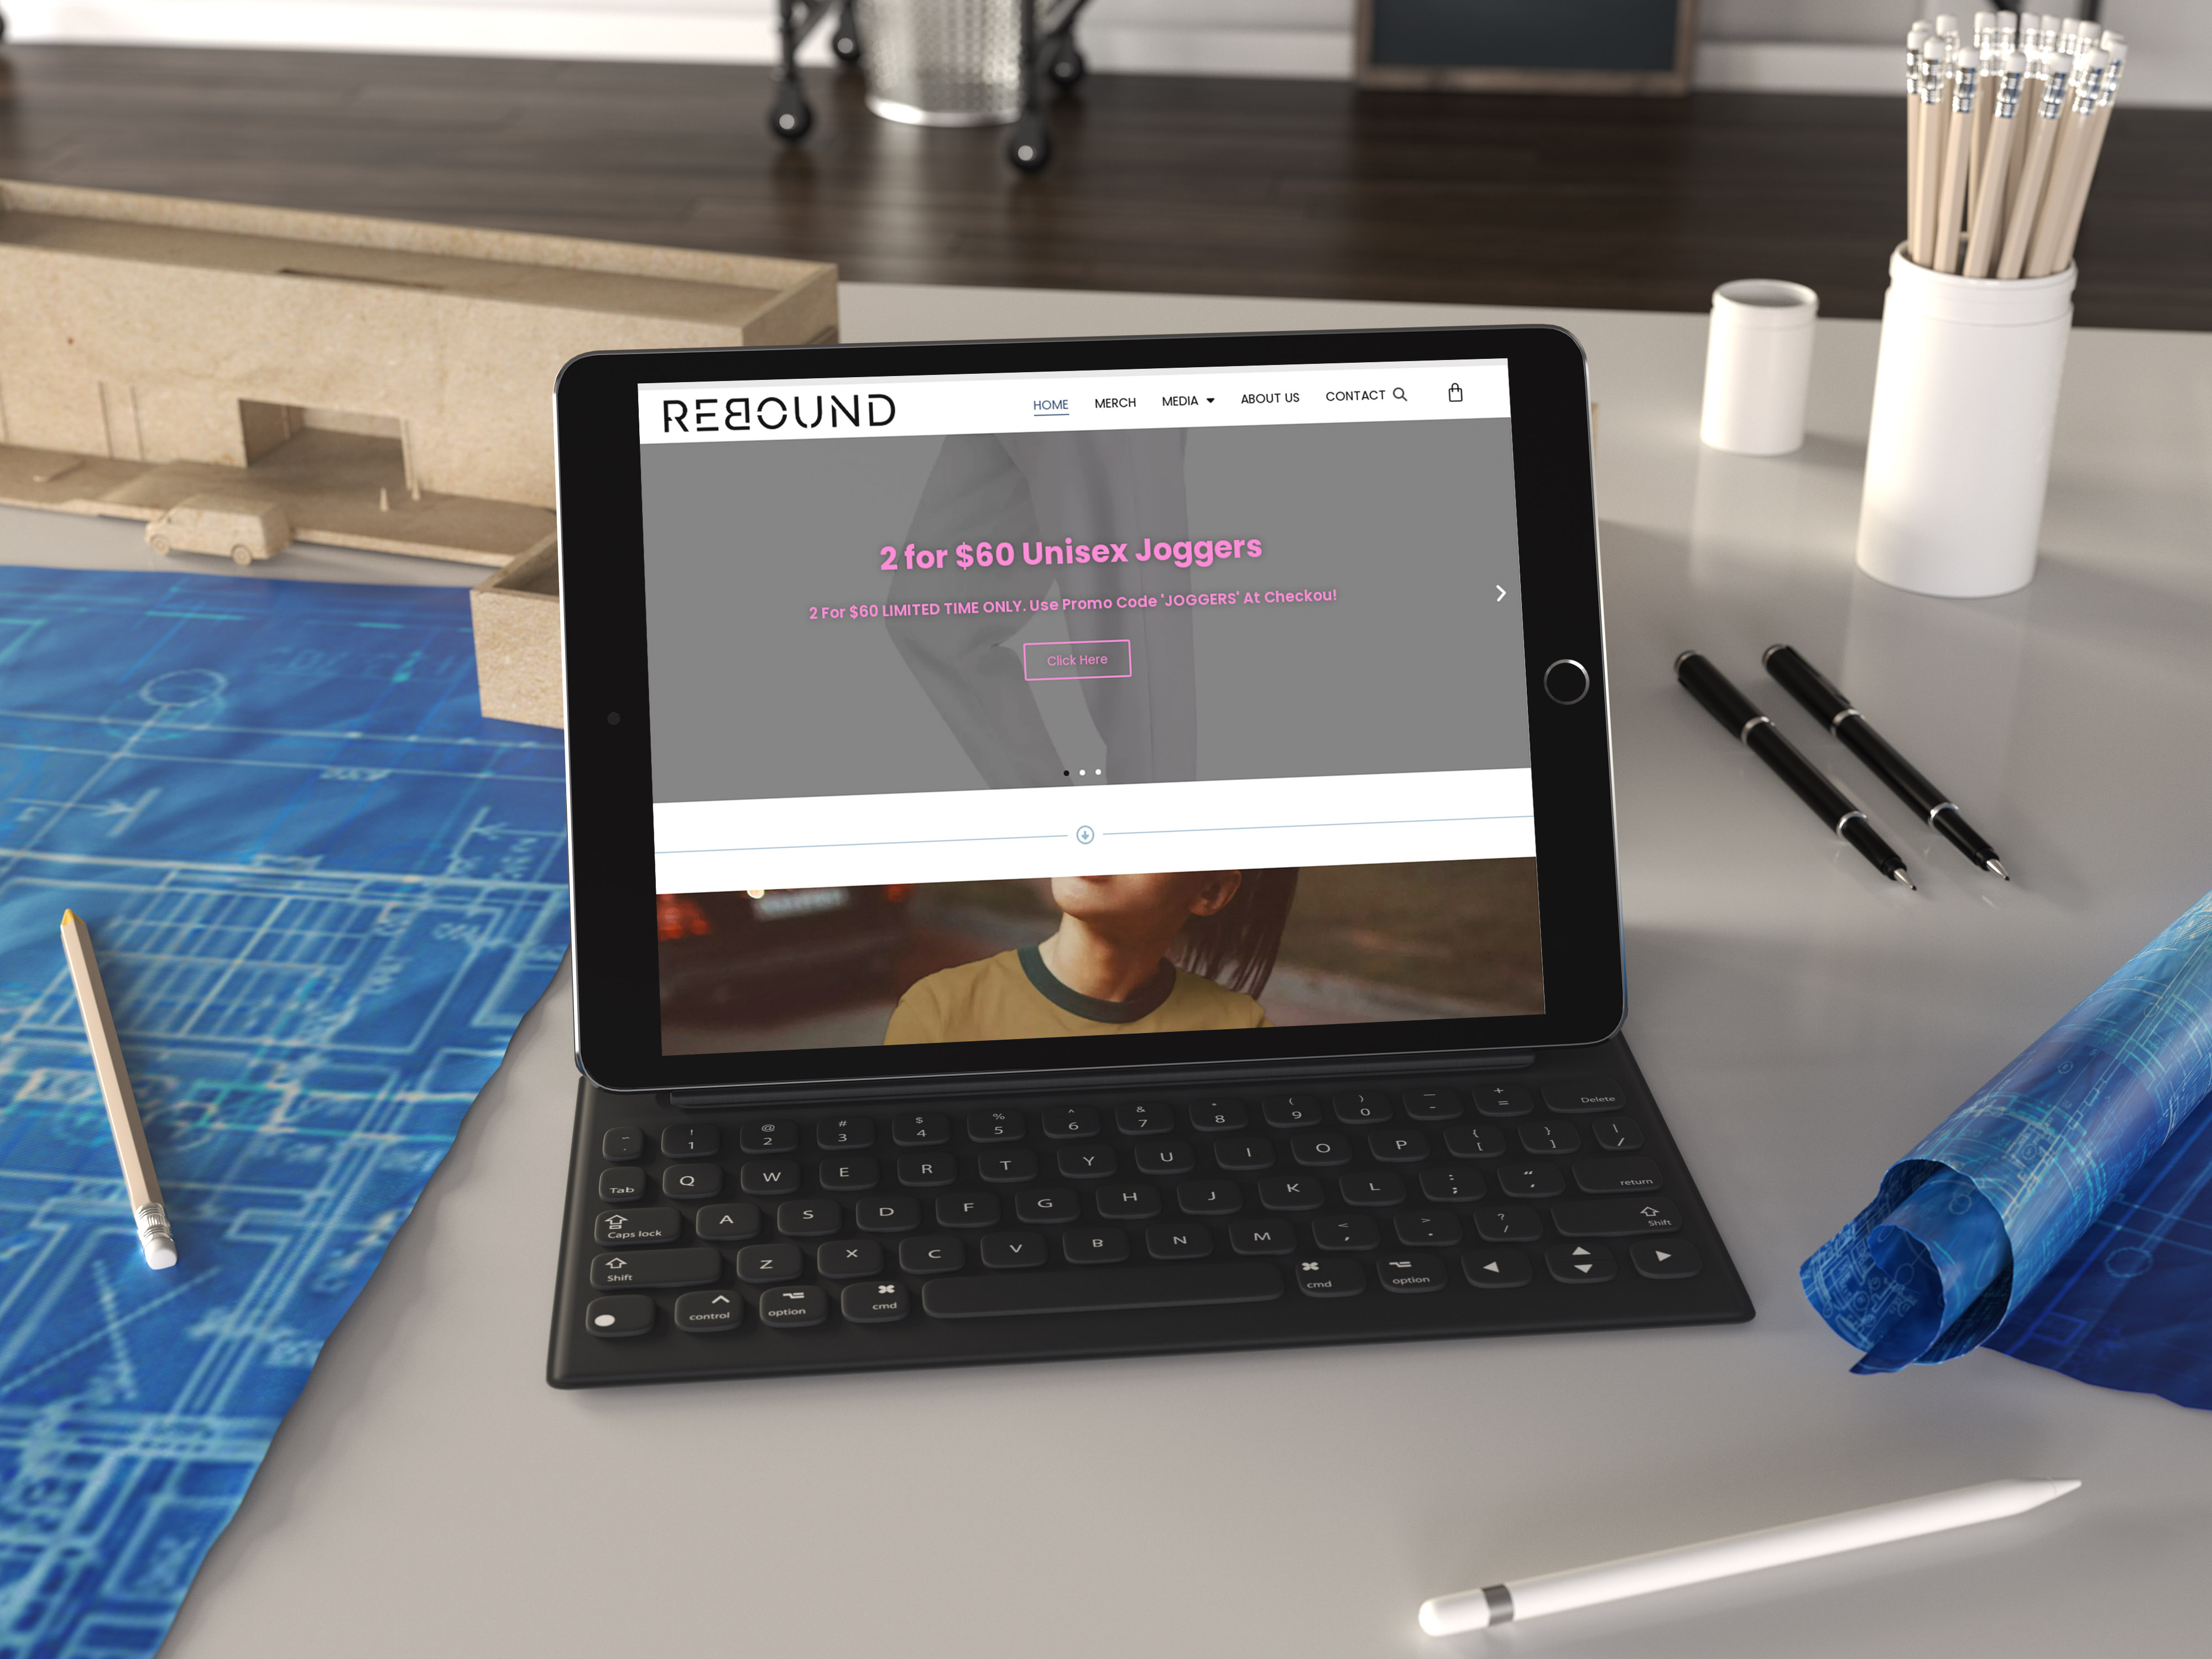 REBOUND
HOME MERCH MEDIA ABOUT US CONTACT
2 for $60 Unisex Joggers
2 For $60 LIMITED TIME ONLY. Use Promo Code 'JOGGERS' At Checkou!
Click Here
! @ # $ % ^ & * ( ) — +
1 2 3 4 5 6 7 8 9 0 - = Delete
Tab Q W E R T Y U I O P { [ } ] | /
Caps lock A S D F G H J K L : ; return
Shift Z X C V B N M < , > . ? / Shift
control option cmd cmd option